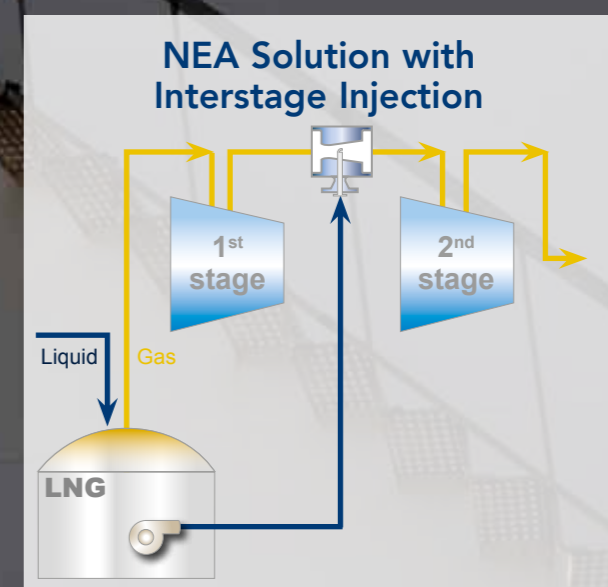 NEA Solution with
Interstage Injection
1st
stage
2nd
stage
Liquid
Gas
LNG